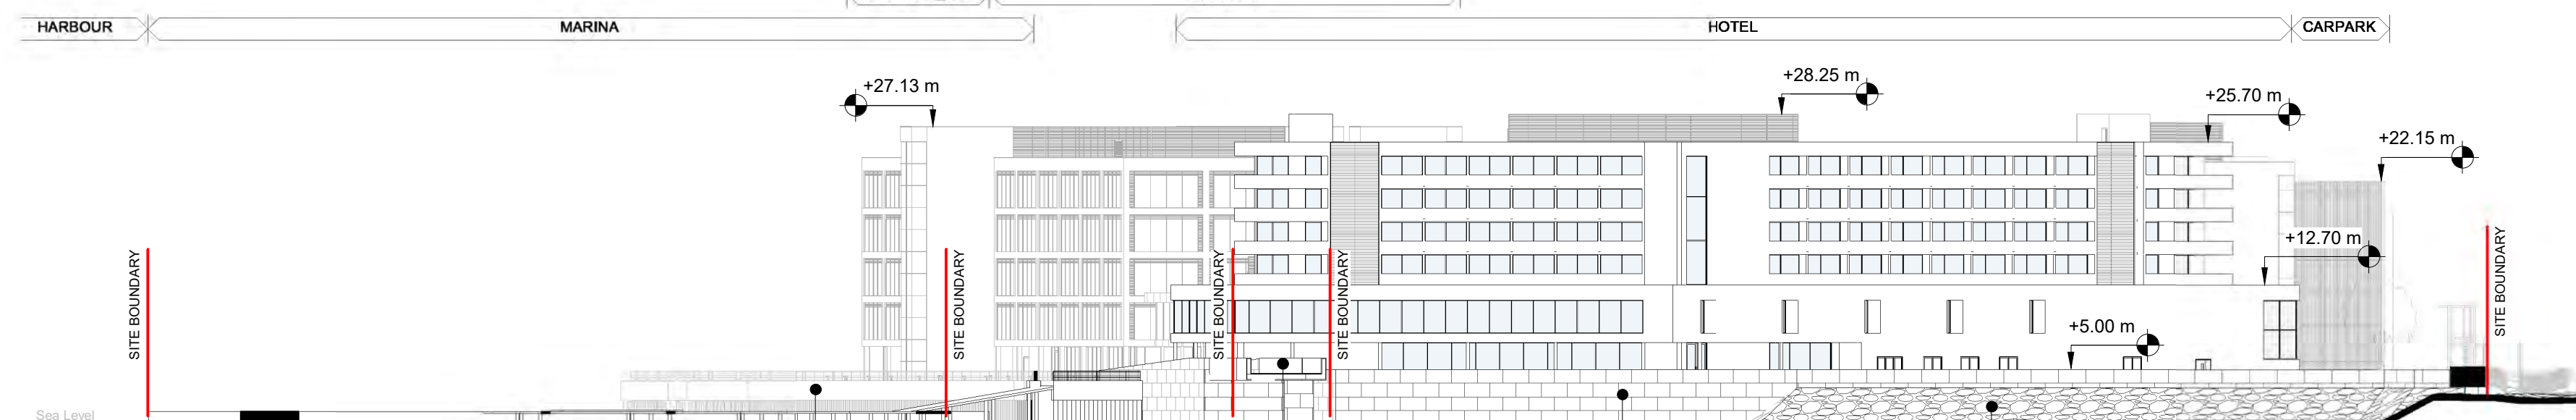 HARBOUR
MARINA
HOTEL
CARPARK
+27.13 m
+28.25 m
+25.70 m
+22.15 m
+12.70 m
+5.00 m
SITE BOUNDARY
SITE BOUNDARY
SITE BOUNDARY
SITE BOUNDARY
SITE BOUNDARY
Sea Level